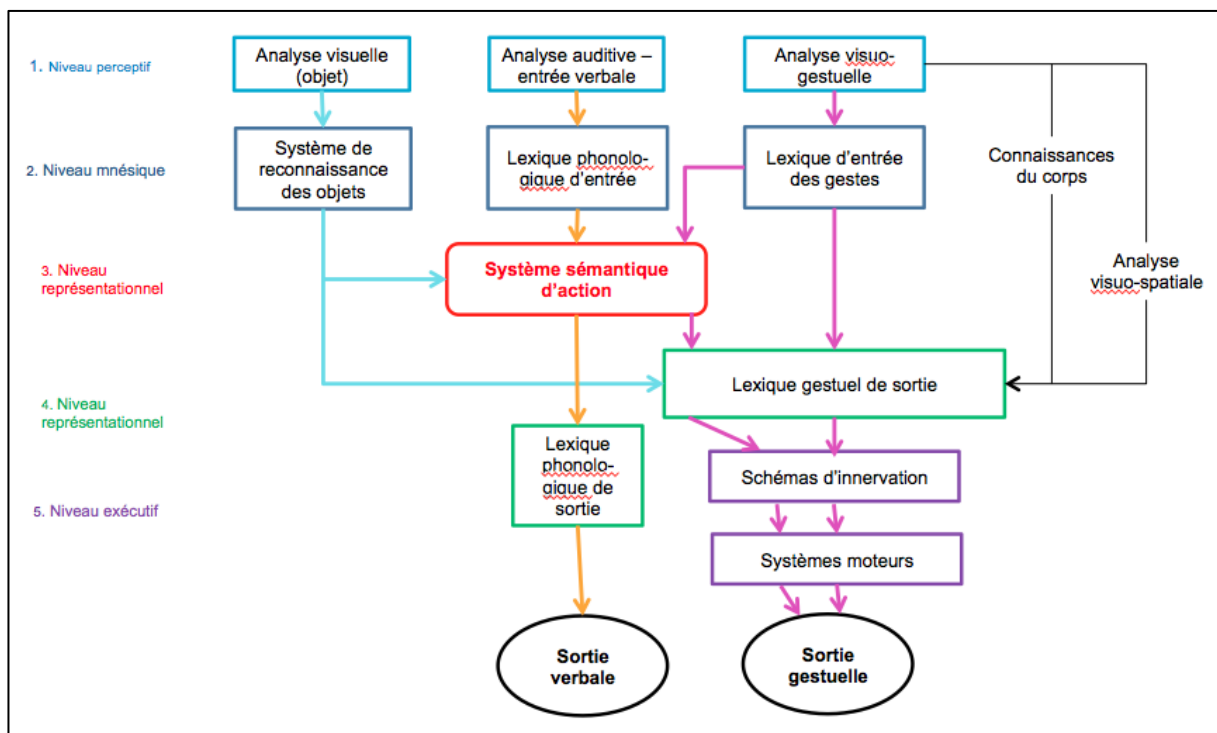 1. Niveau perceptif
Analyse visuelle
(objet)
Analyse auditive –
entrée verbale
Analyse visuo-
gestuelle
2. Niveau mnésique
Système de
reconnaissance
des objets
Lexique phonolo-
gique d'entrée
Lexique d'entrée
des gestes
Connaissances
du corps
3. Niveau
représentationnel
Système sémantique
d'action
Analyse
visuo-spatiale
4. Niveau
représentationnel
Lexique gestuel de sortie
Lexique
phonolo-
gique de
sortie
Schémas d'innervation
5. Niveau exécutif
Systèmes moteurs
Sortie
verbale
Sortie
gestuelle